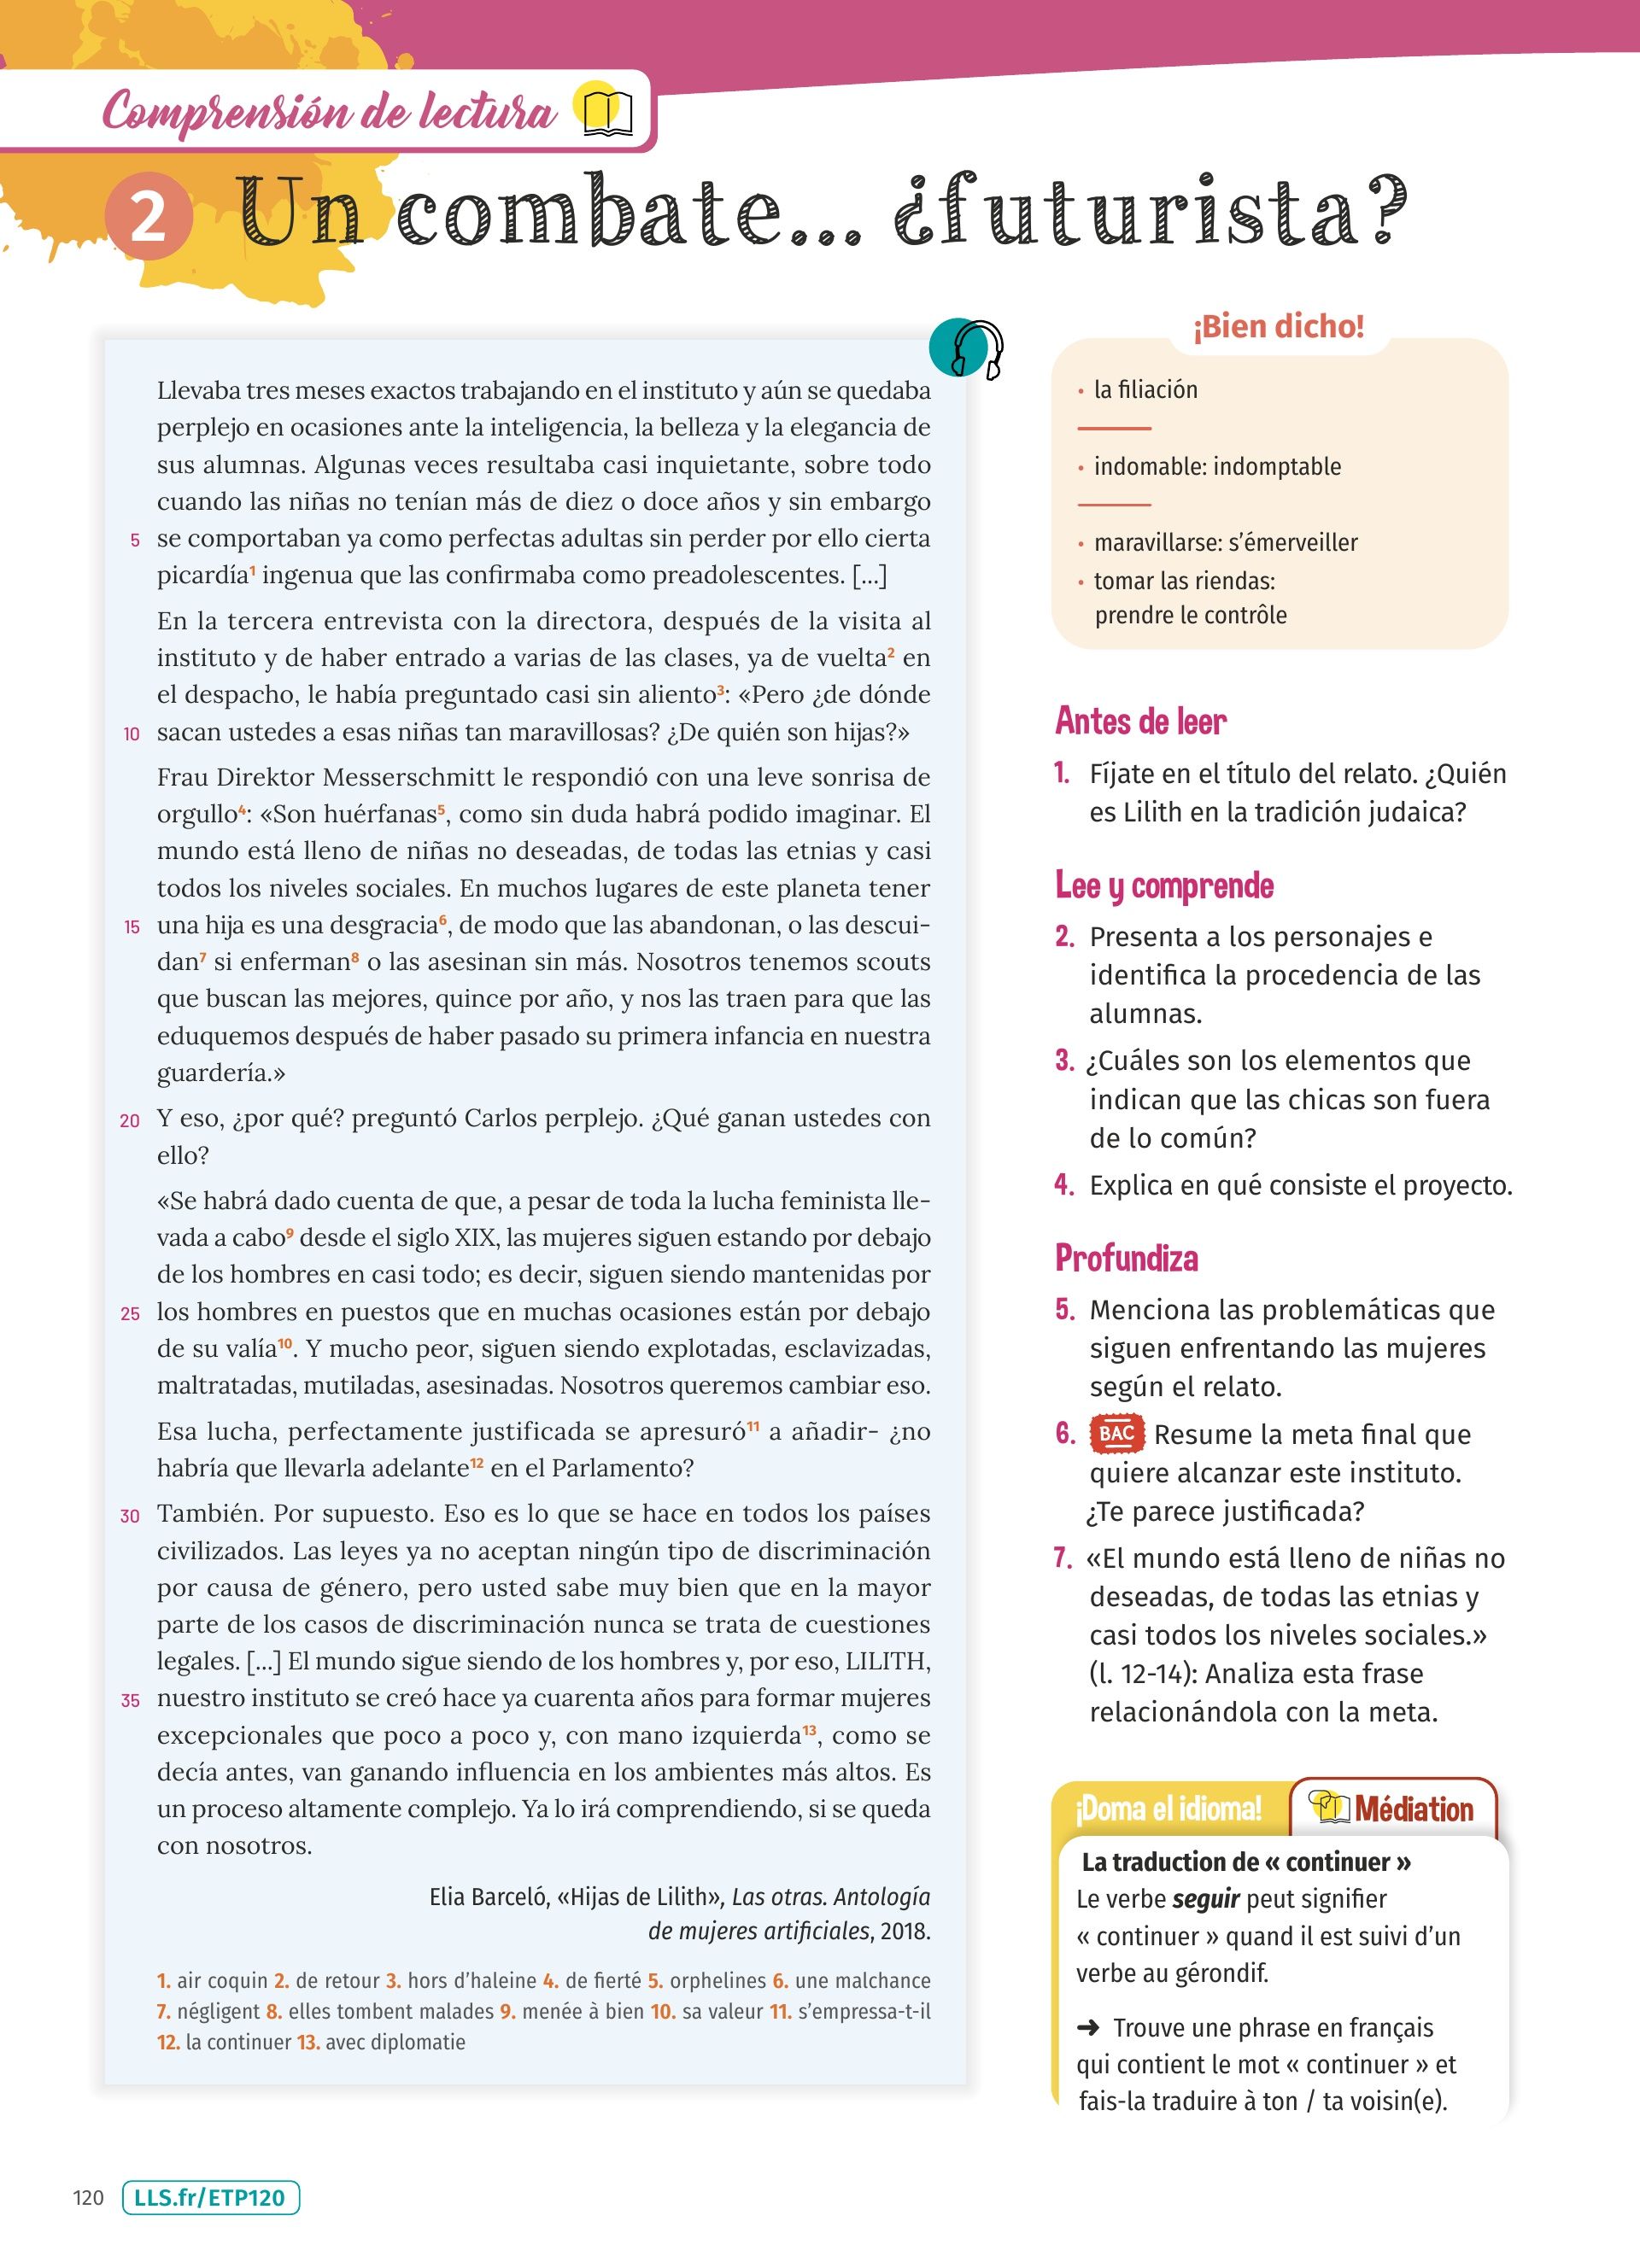 Comprensión de lectura
2 Un combate... ¿futurista?
Llevaba tres meses exactos trabajando en el instituto y aún se quedaba
perplejo en ocasiones ante la inteligencia, la belleza y la elegancia de
sus alumnas. Algunas veces resultaba casi inquietante, sobre todo
cuando las niñas no tenían más de diez o doce años y sin embargo
5 se comportaban ya como perfectas adultas sin perder por ello cierta
picardía¹ ingenua que las confirmaba como preadolescentes. [...]
En la tercera entrevista con la directora, después de la visita al
instituto y de haber entrado a varias de las clases, ya de vuelta² en
el despacho, le había preguntado casi sin aliento³: «Pero ¿de dónde
10 sacan ustedes a esas niñas tan maravillosas? ¿De quién son hijas?»
Frau Direktor Messerschmitt le respondió con una leve sonrisa de
orgullo⁴: «Son huérfanas⁵, como sin duda habrá podido imaginar. El
mundo está lleno de niñas no deseadas, de todas las etnias y casi
todos los niveles sociales. En muchos lugares de este planeta tener
15 una hija es una desgracia⁶, de modo que las abandonan, o las descui-
dan⁷ si enferman⁸ o las asesinan sin más. Nosotros tenemos scouts
que buscan las mejores, quince por año, y nos las traen para que las
eduquemos después de haber pasado su primera infancia en nuestra
guardería.»
20 Y eso, ¿por qué? preguntó Carlos perplejo. ¿Qué ganan ustedes con
ello?
«Se habrá dado cuenta de que, a pesar de toda la lucha feminista lle-
vada a cabo⁹ desde el siglo XIX, las mujeres siguen estando por debajo
de los hombres en casi todo; es decir, siguen siendo mantenidas por
25 los hombres en puestos que en muchas ocasiones están por debajo
de su valía¹⁰. Y mucho peor, siguen siendo explotadas, esclavizadas,
maltratadas, mutiladas, asesinadas. Nosotros queremos cambiar eso.
Esa lucha, perfectamente justificada se apresuró¹¹ a añadir- ¿no
habría que llevarla adelante¹² en el Parlamento?
30 También. Por supuesto. Eso es lo que se hace en todos los países
civilizados. Las leyes ya no aceptan ningún tipo de discriminación
por causa de género, pero usted sabe muy bien que en la mayor
parte de los casos de discriminación nunca se trata de cuestiones
legales. [...] El mundo sigue siendo de los hombres y, por eso, LILITH,
35 nuestro instituto se creó hace ya cuarenta años para formar mujeres
excepcionales que poco a poco y, con mano izquierda¹³, como se
decía antes, van ganando influencia en los ambientes más altos. Es
un proceso altamente complejo. Ya lo irá comprendiendo, si se queda
con nosotros.
Elia Barceló, «Hijas de Lilith», Las otras. Antología
de mujeres artificiales, 2018.
1. air coquin 2. de retour 3. hors d'haleine 4. de fierté 5. orphelines 6. une malchance
7. négligent 8. elles tombent malades 9. menée à bien 10. sa valeur 11. s'empressa-t-il
12. la continuer 13. avec diplomatie
¡Bien dicho!
• la filiación
• indomable: indomptable
• maravillarse: s'émerveiller
• tomar las riendas:
prendre le contrôle
Antes de leer
1. Fíjate en el título del relato. ¿Quién
es Lilith en la tradición judaica?
Lee y comprende
2. Presenta a los personajes e
identifica la procedencia de las
alumnas.
3. ¿Cuáles son los elementos que
indican que las chicas son fuera
de lo común?
4. Explica en qué consiste el proyecto.
Profundiza
5. Menciona las problemáticas que
siguen enfrentando las mujeres
según el relato.
6. BAC Resume la meta final que
quiere alcanzar este instituto.
¿Te parece justificada?
7. «El mundo está lleno de niñas no
deseadas, de todas las etnias y
casi todos los niveles sociales.»
(l. 12-14): Analiza esta frase
relacionándola con la meta.
¡Doma el idioma! Médiation
La traduction de « continuer »
Le verbe seguir peut signifier
« continuer » quand il est suivi d'un
verbe au gérondif.
➜ Trouve une phrase en français
qui contient le mot « continuer » et
fais-la traduire à ton / ta voisin(e).
120 LLS.fr/ETP120